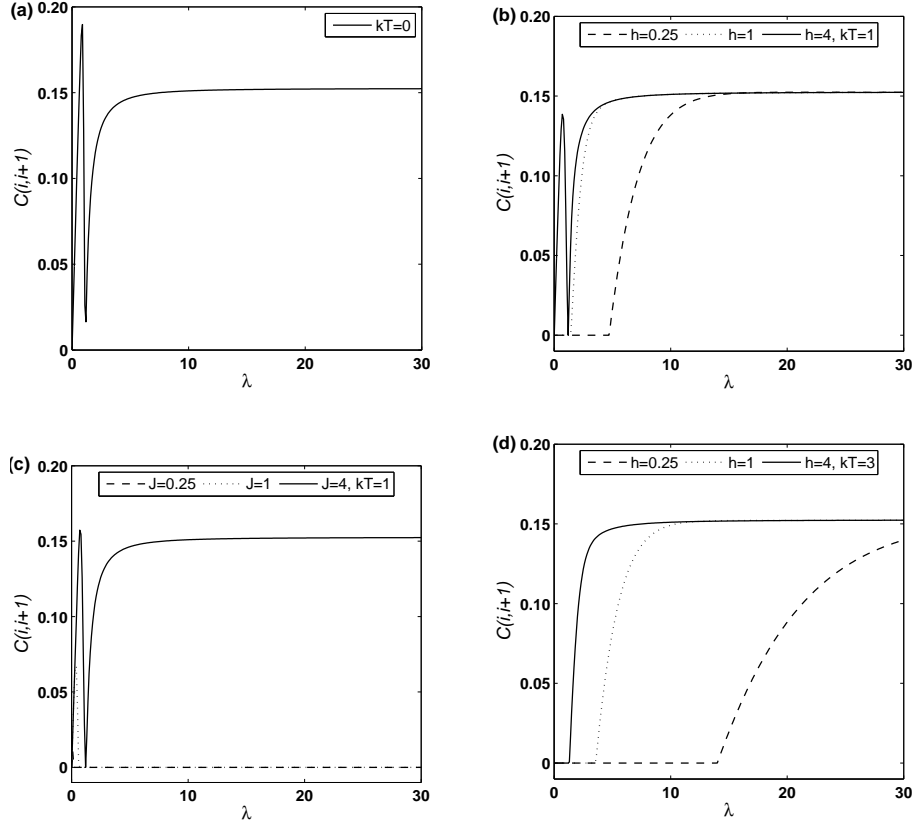 (a)
kT=0
0.20
0.15
0.10
0.05
0
C(i,i+1)
0
10
20
30
λ
(b)
h=0.25 h=1 h=4, kT=1
0.20
0.15
0.10
0.05
0
C(i,i+1)
0
10
20
30
λ
(c)
J=0.25 J=1 J=4, kT=1
0.20
0.15
0.10
0.05
0
C(i,i+1)
0
10
20
30
λ
(d)
h=0.25 h=1 h=4, kT=3
0.20
0.15
0.10
0.05
0
C(i,i+1)
0
10
20
30
λ